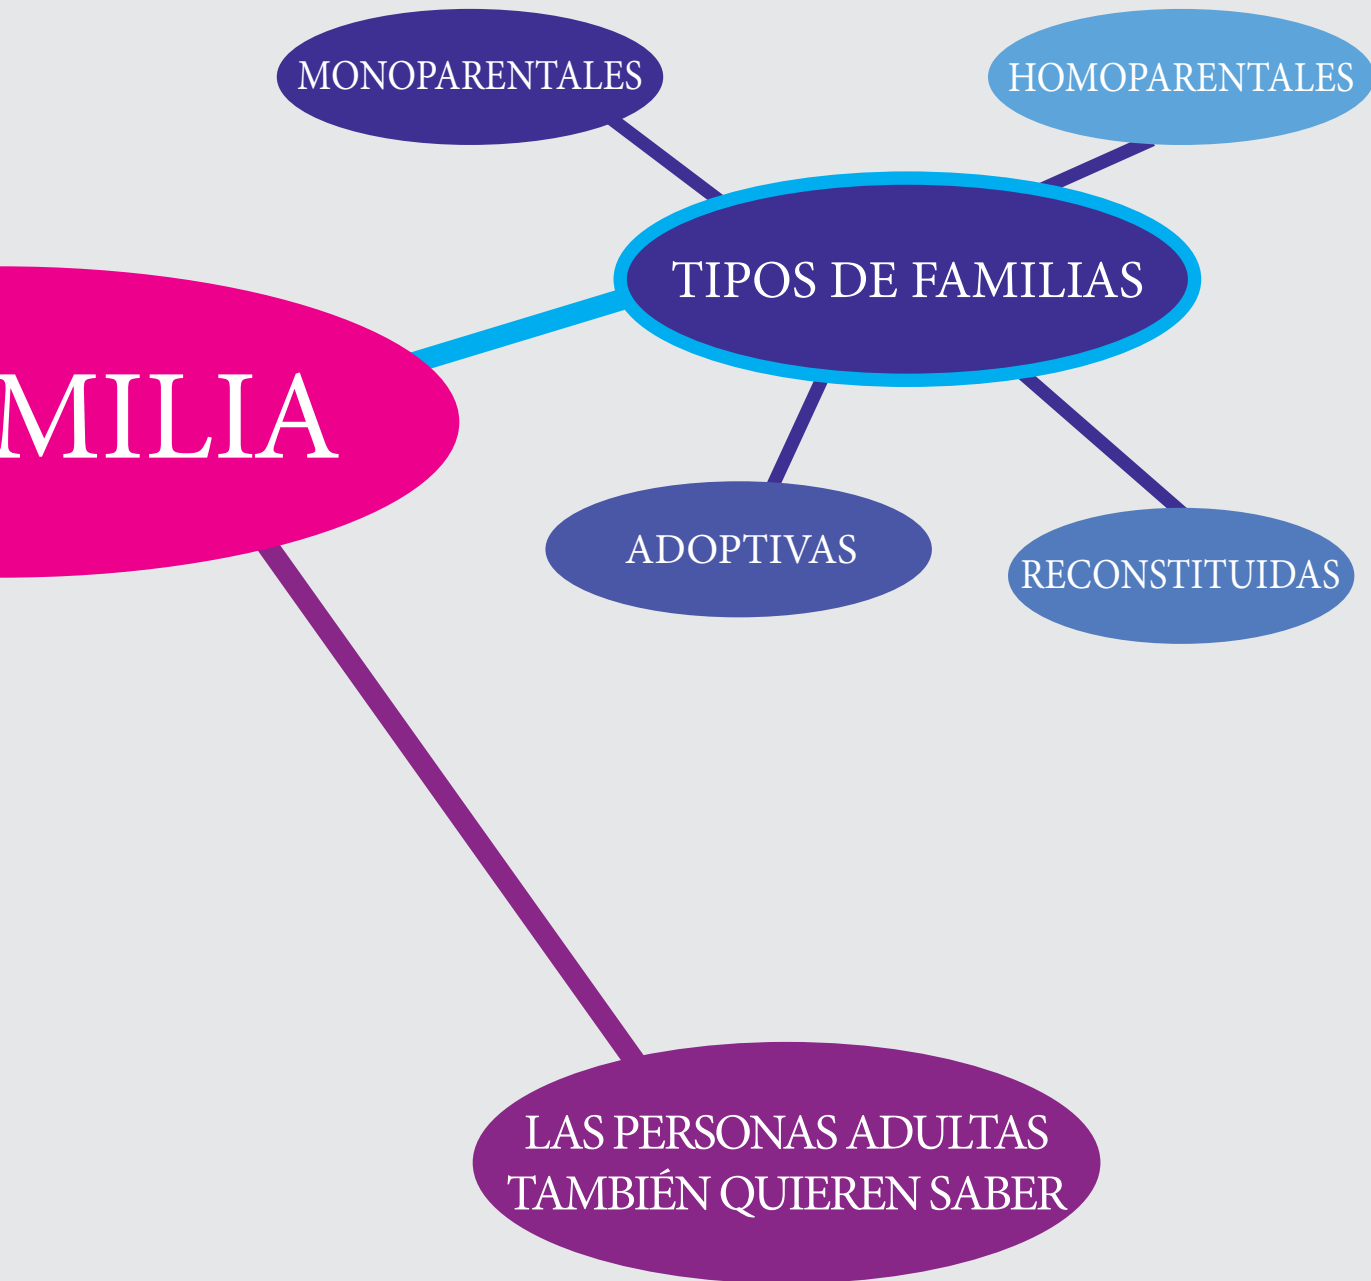 MONOPARENTALES
HOMOPARENTALES
TIPOS DE FAMILIAS
MILIA
ADOPTIVAS
RECONSTITUIDAS
LAS PERSONAS ADULTAS
TAMBIÉN QUIEREN SABER